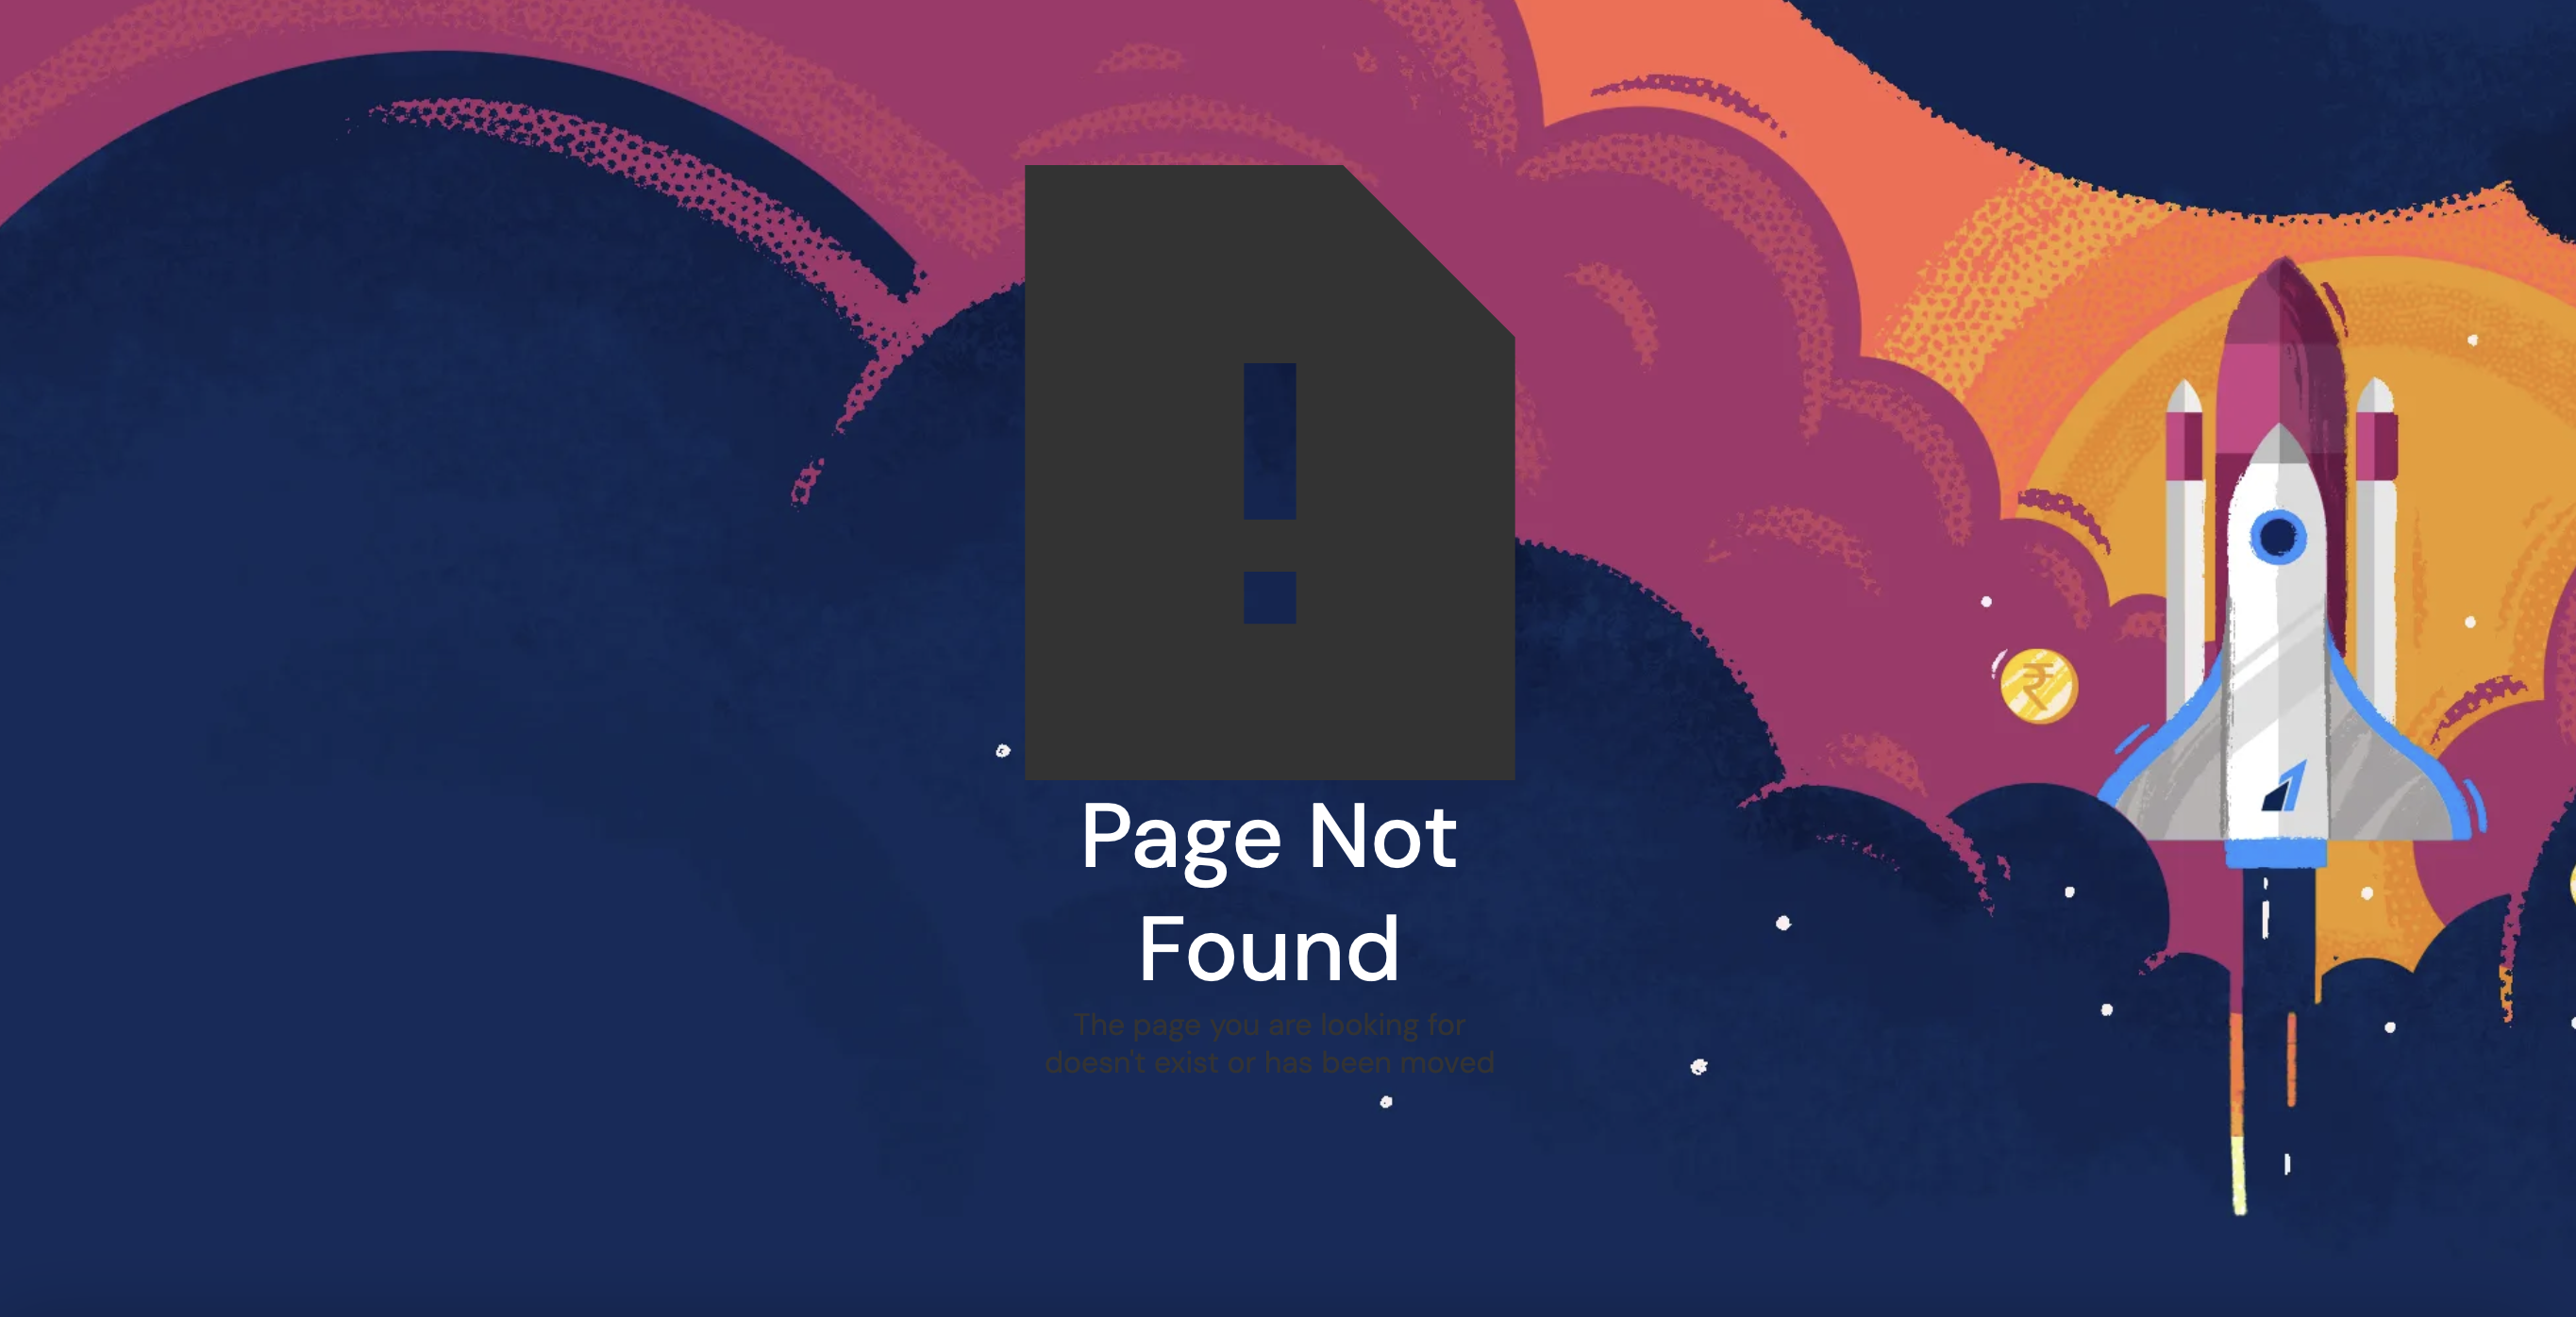 ₹
Page Not
Found
The page you are looking for
doesn't exist or has been moved